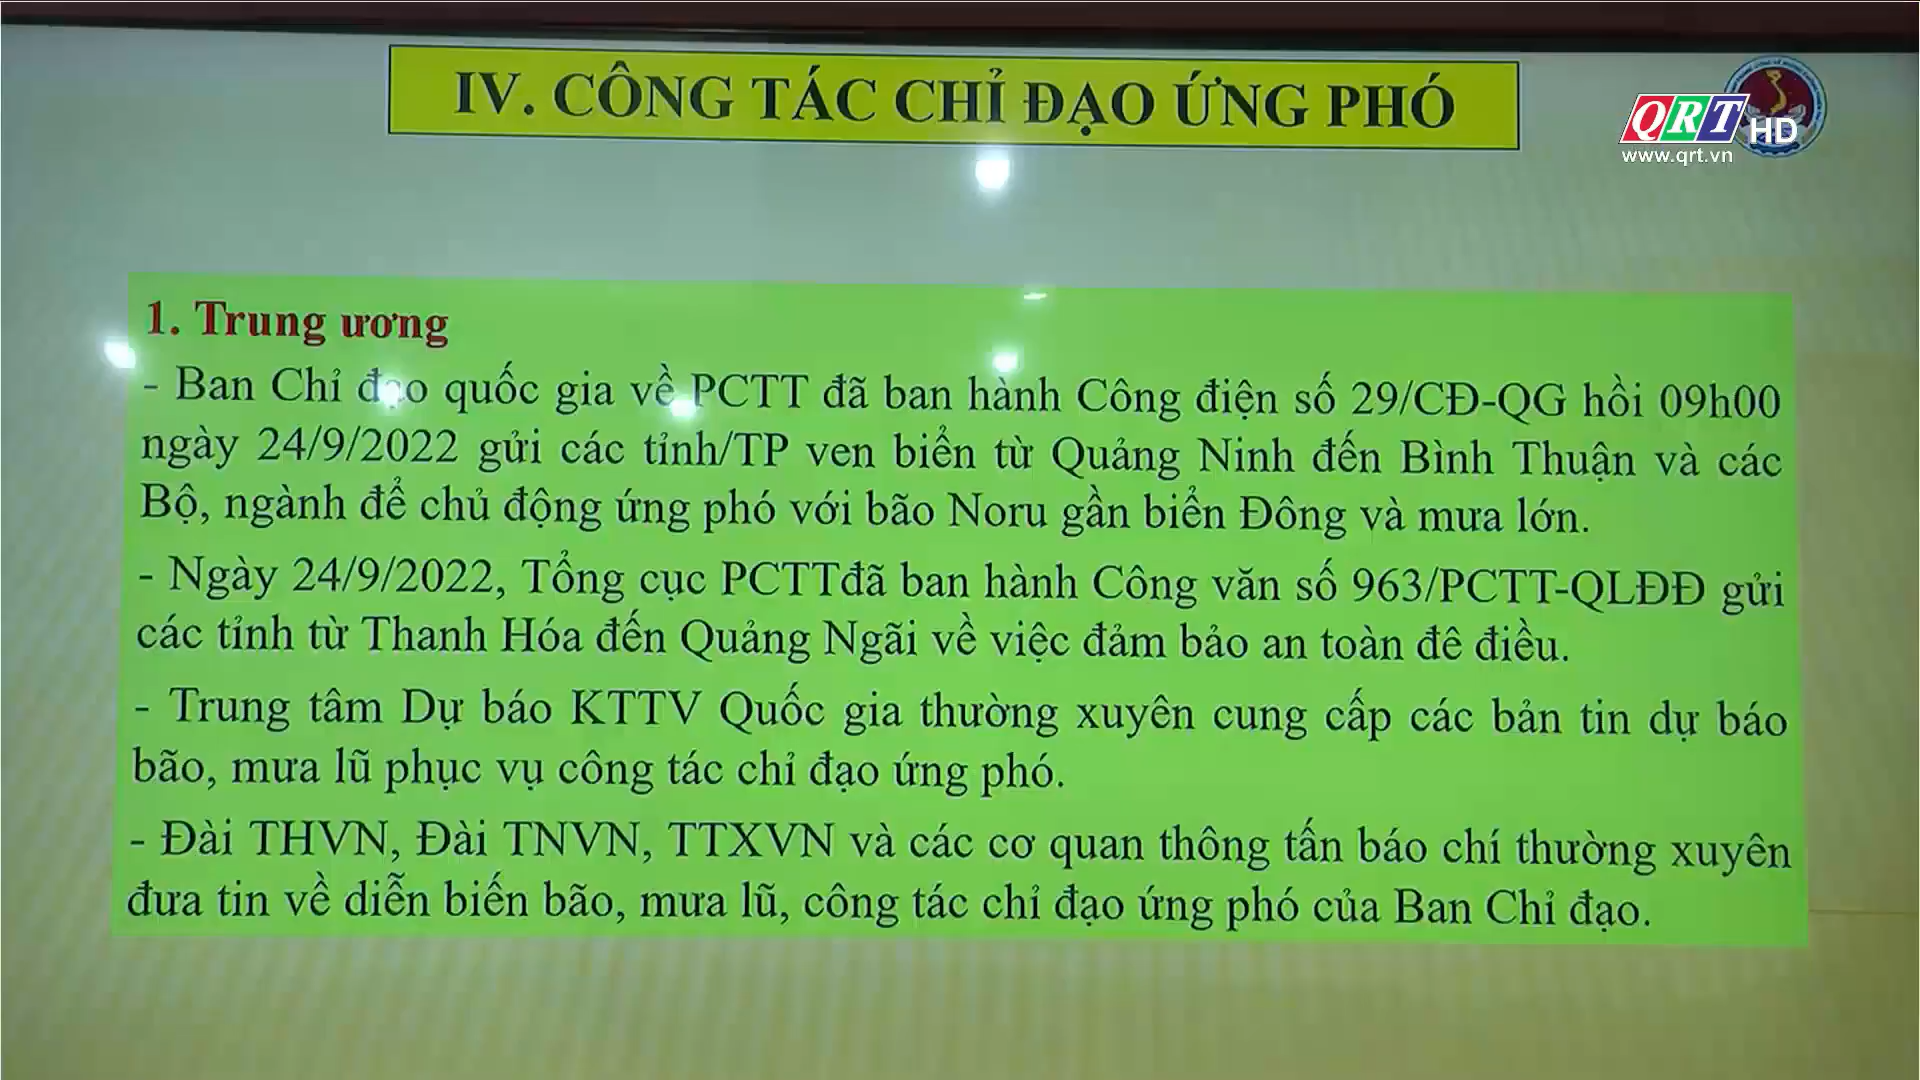 IV. CÔNG TÁC CHỈ ĐẠO ỨNG PHÓ
QRT HD
www.qrt.vn
1. Trung ương
- Ban Chỉ đạo quốc gia về PCTT đã ban hành Công điện số 29/CĐ-QG hồi 09h00
ngày 24/9/2022 gửi các tỉnh/TP ven biển từ Quảng Ninh đến Bình Thuận và các
Bộ, ngành để chủ động ứng phó với bão Noru gần biển Đông và mưa lớn.
- Ngày 24/9/2022, Tổng cục PCTTđã ban hành Công văn số 963/PCTT-QLĐĐ gửi
các tỉnh từ Thanh Hóa đến Quảng Ngãi về việc đảm bảo an toàn đê điều.
- Trung tâm Dự báo KTTV Quốc gia thường xuyên cung cấp các bản tin dự báo
bão, mưa lũ phục vụ công tác chỉ đạo ứng phó.
- Đài THVN, Đài TNVN, TTXVN và các cơ quan thông tấn báo chí thường xuyên
đưa tin về diễn biến bão, mưa lũ, công tác chỉ đạo ứng phó của Ban Chỉ đạo.